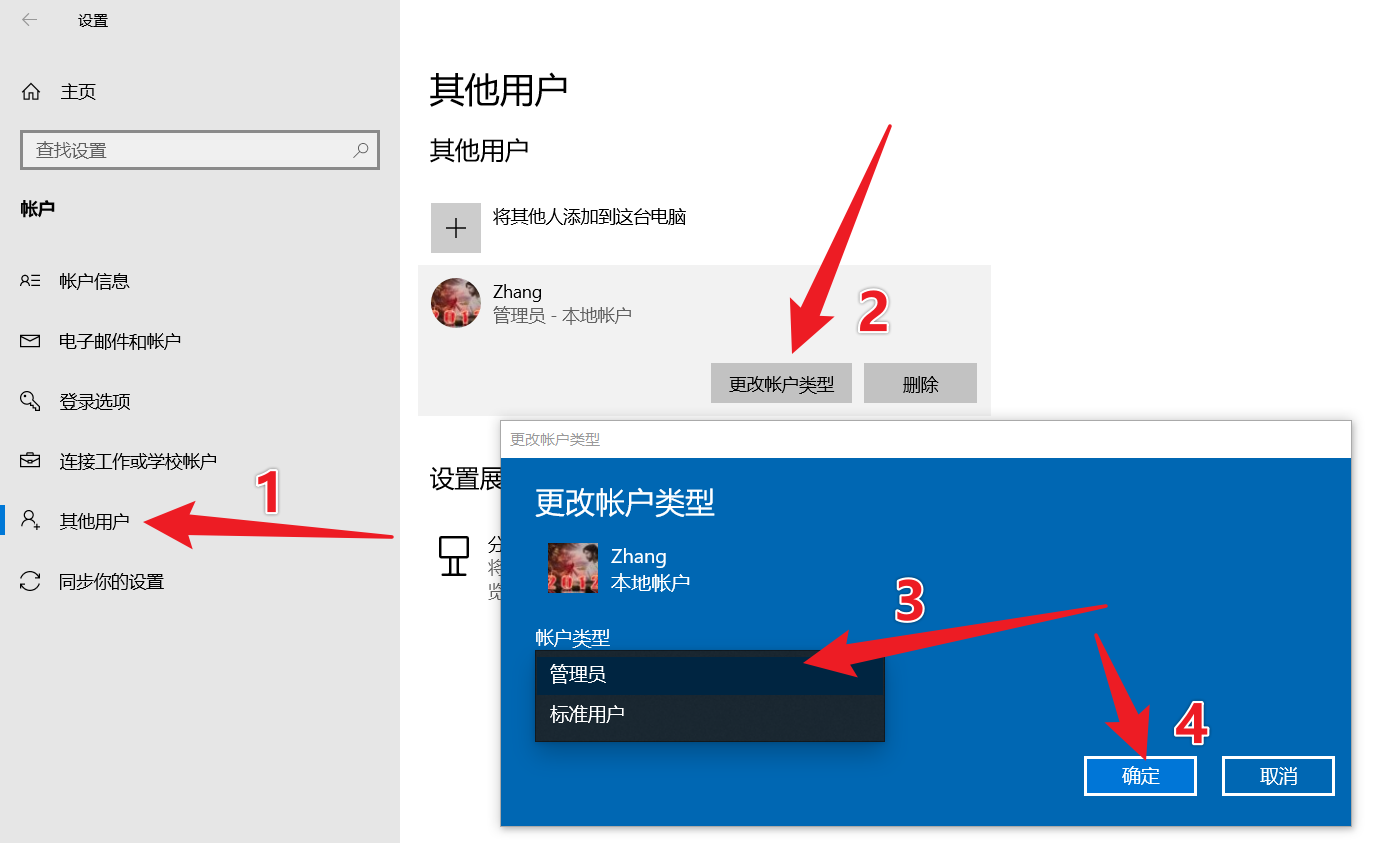 设置
主页
查找设置
帐户
帐户信息
电子邮件和帐户
登录选项
连接工作或学校帐户
1
其他用户
同步你的设置
其他用户
其他用户
将其他人添加到这台电脑
Zhang
管理员 - 本地帐户
2
更改帐户类型
删除
设置展
分
将
览
更改帐户类型
更改帐户类型
2012
Zhang
本地帐户
3
帐户类型
管理员
标准用户
4
确定
取消